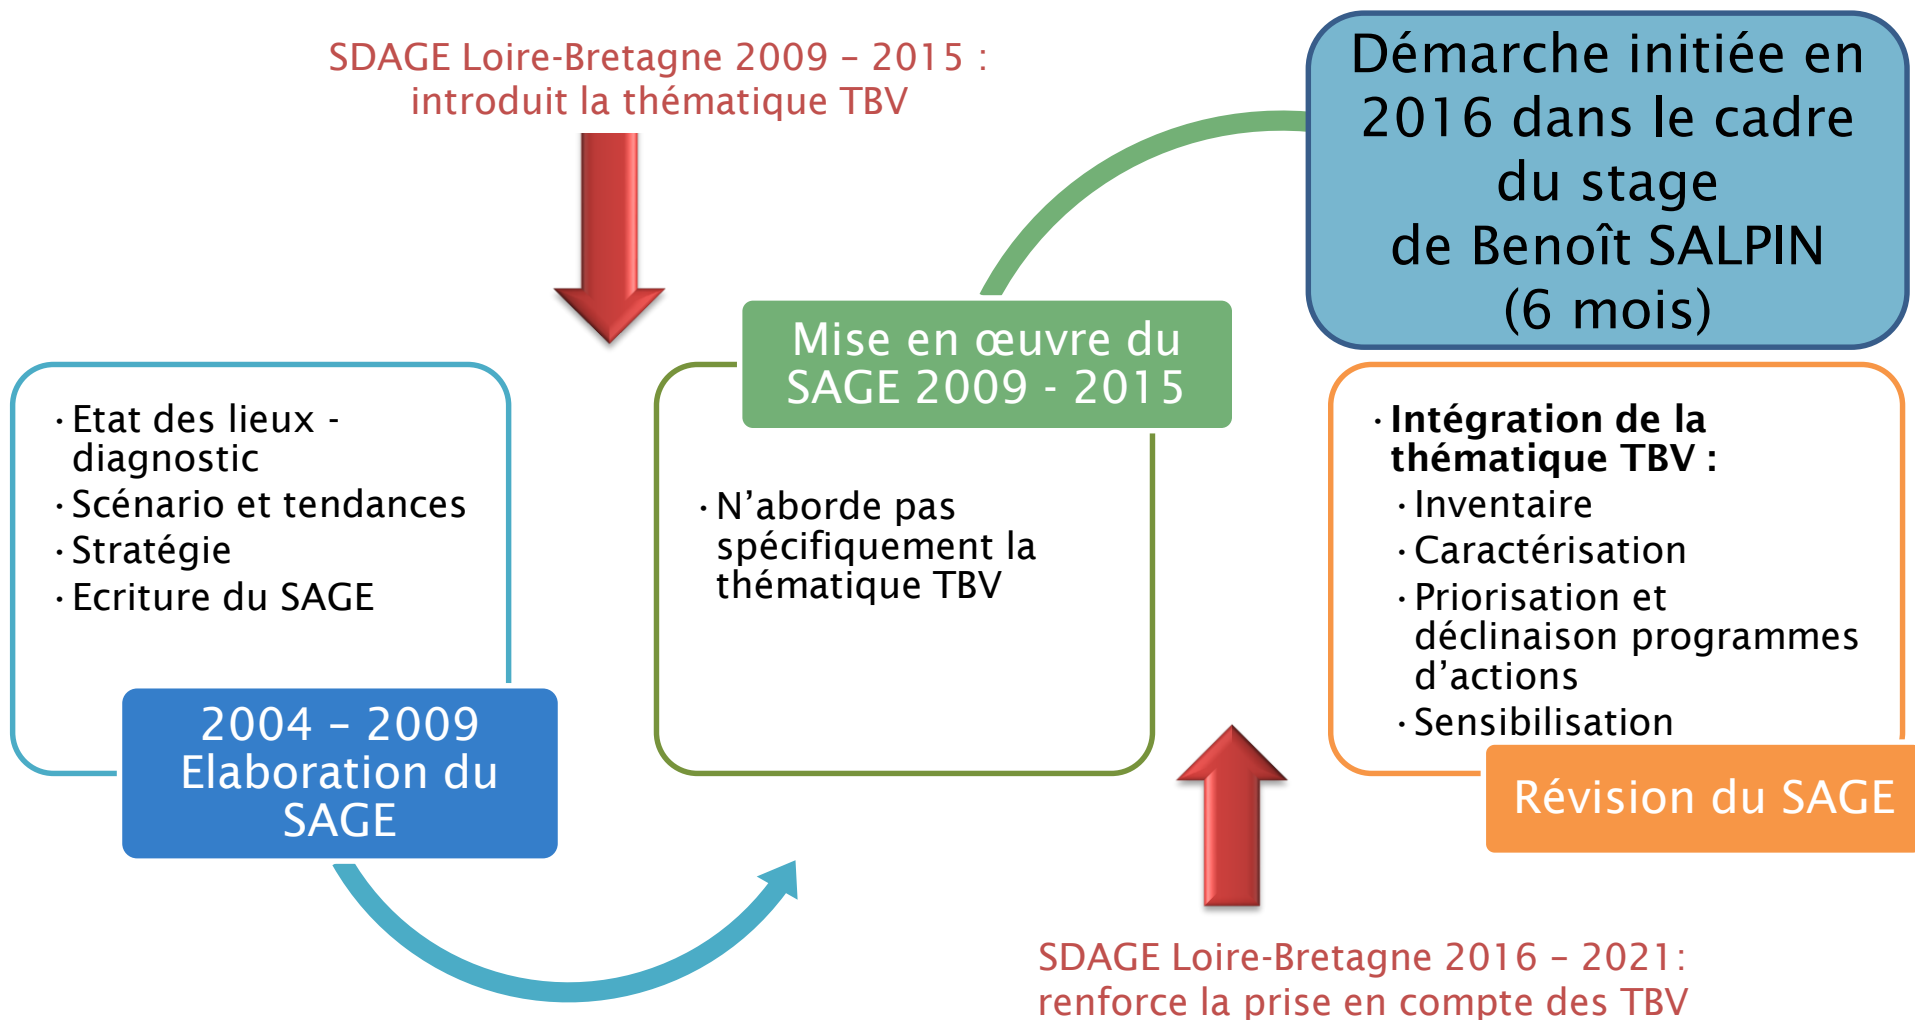 SDAGE Loire-Bretagne 2009 – 2015 :
introduit la thématique TBV
Démarche initiée en
2016 dans le cadre
du stage
de Benoît SALPIN
(6 mois)
· Etat des lieux -
diagnostic
· Scénario et tendances
· Stratégie
· Ecriture du SAGE
2004 – 2009
Elaboration du
SAGE
Mise en œuvre du
SAGE 2009 - 2015
· N’aborde pas
spécifiquement la
thématique TBV
· Intégration de la
thématique TBV :
· Inventaire
· Caractérisation
· Priorisation et
déclinaison programmes
d’actions
· Sensibilisation
Révision du SAGE
SDAGE Loire-Bretagne 2016 – 2021:
renforce la prise en compte des TBV